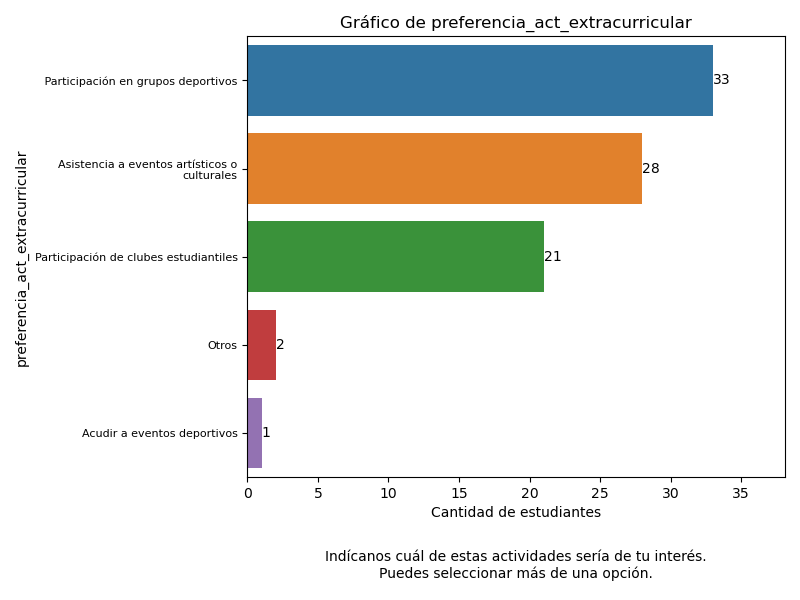 Gráfico de preferencia_act_extracurricular
preferencia_act_extracurricular
Participación en grupos deportivos
33
Asistencia a eventos artísticos o
culturales
28
Participación de clubes estudiantiles
21
Otros
2
Acudir a eventos deportivos
1
0 5 10 15 20 25 30 35
Cantidad de estudiantes
Indícanos cuál de estas actividades sería de tu interés.
Puedes seleccionar más de una opción.